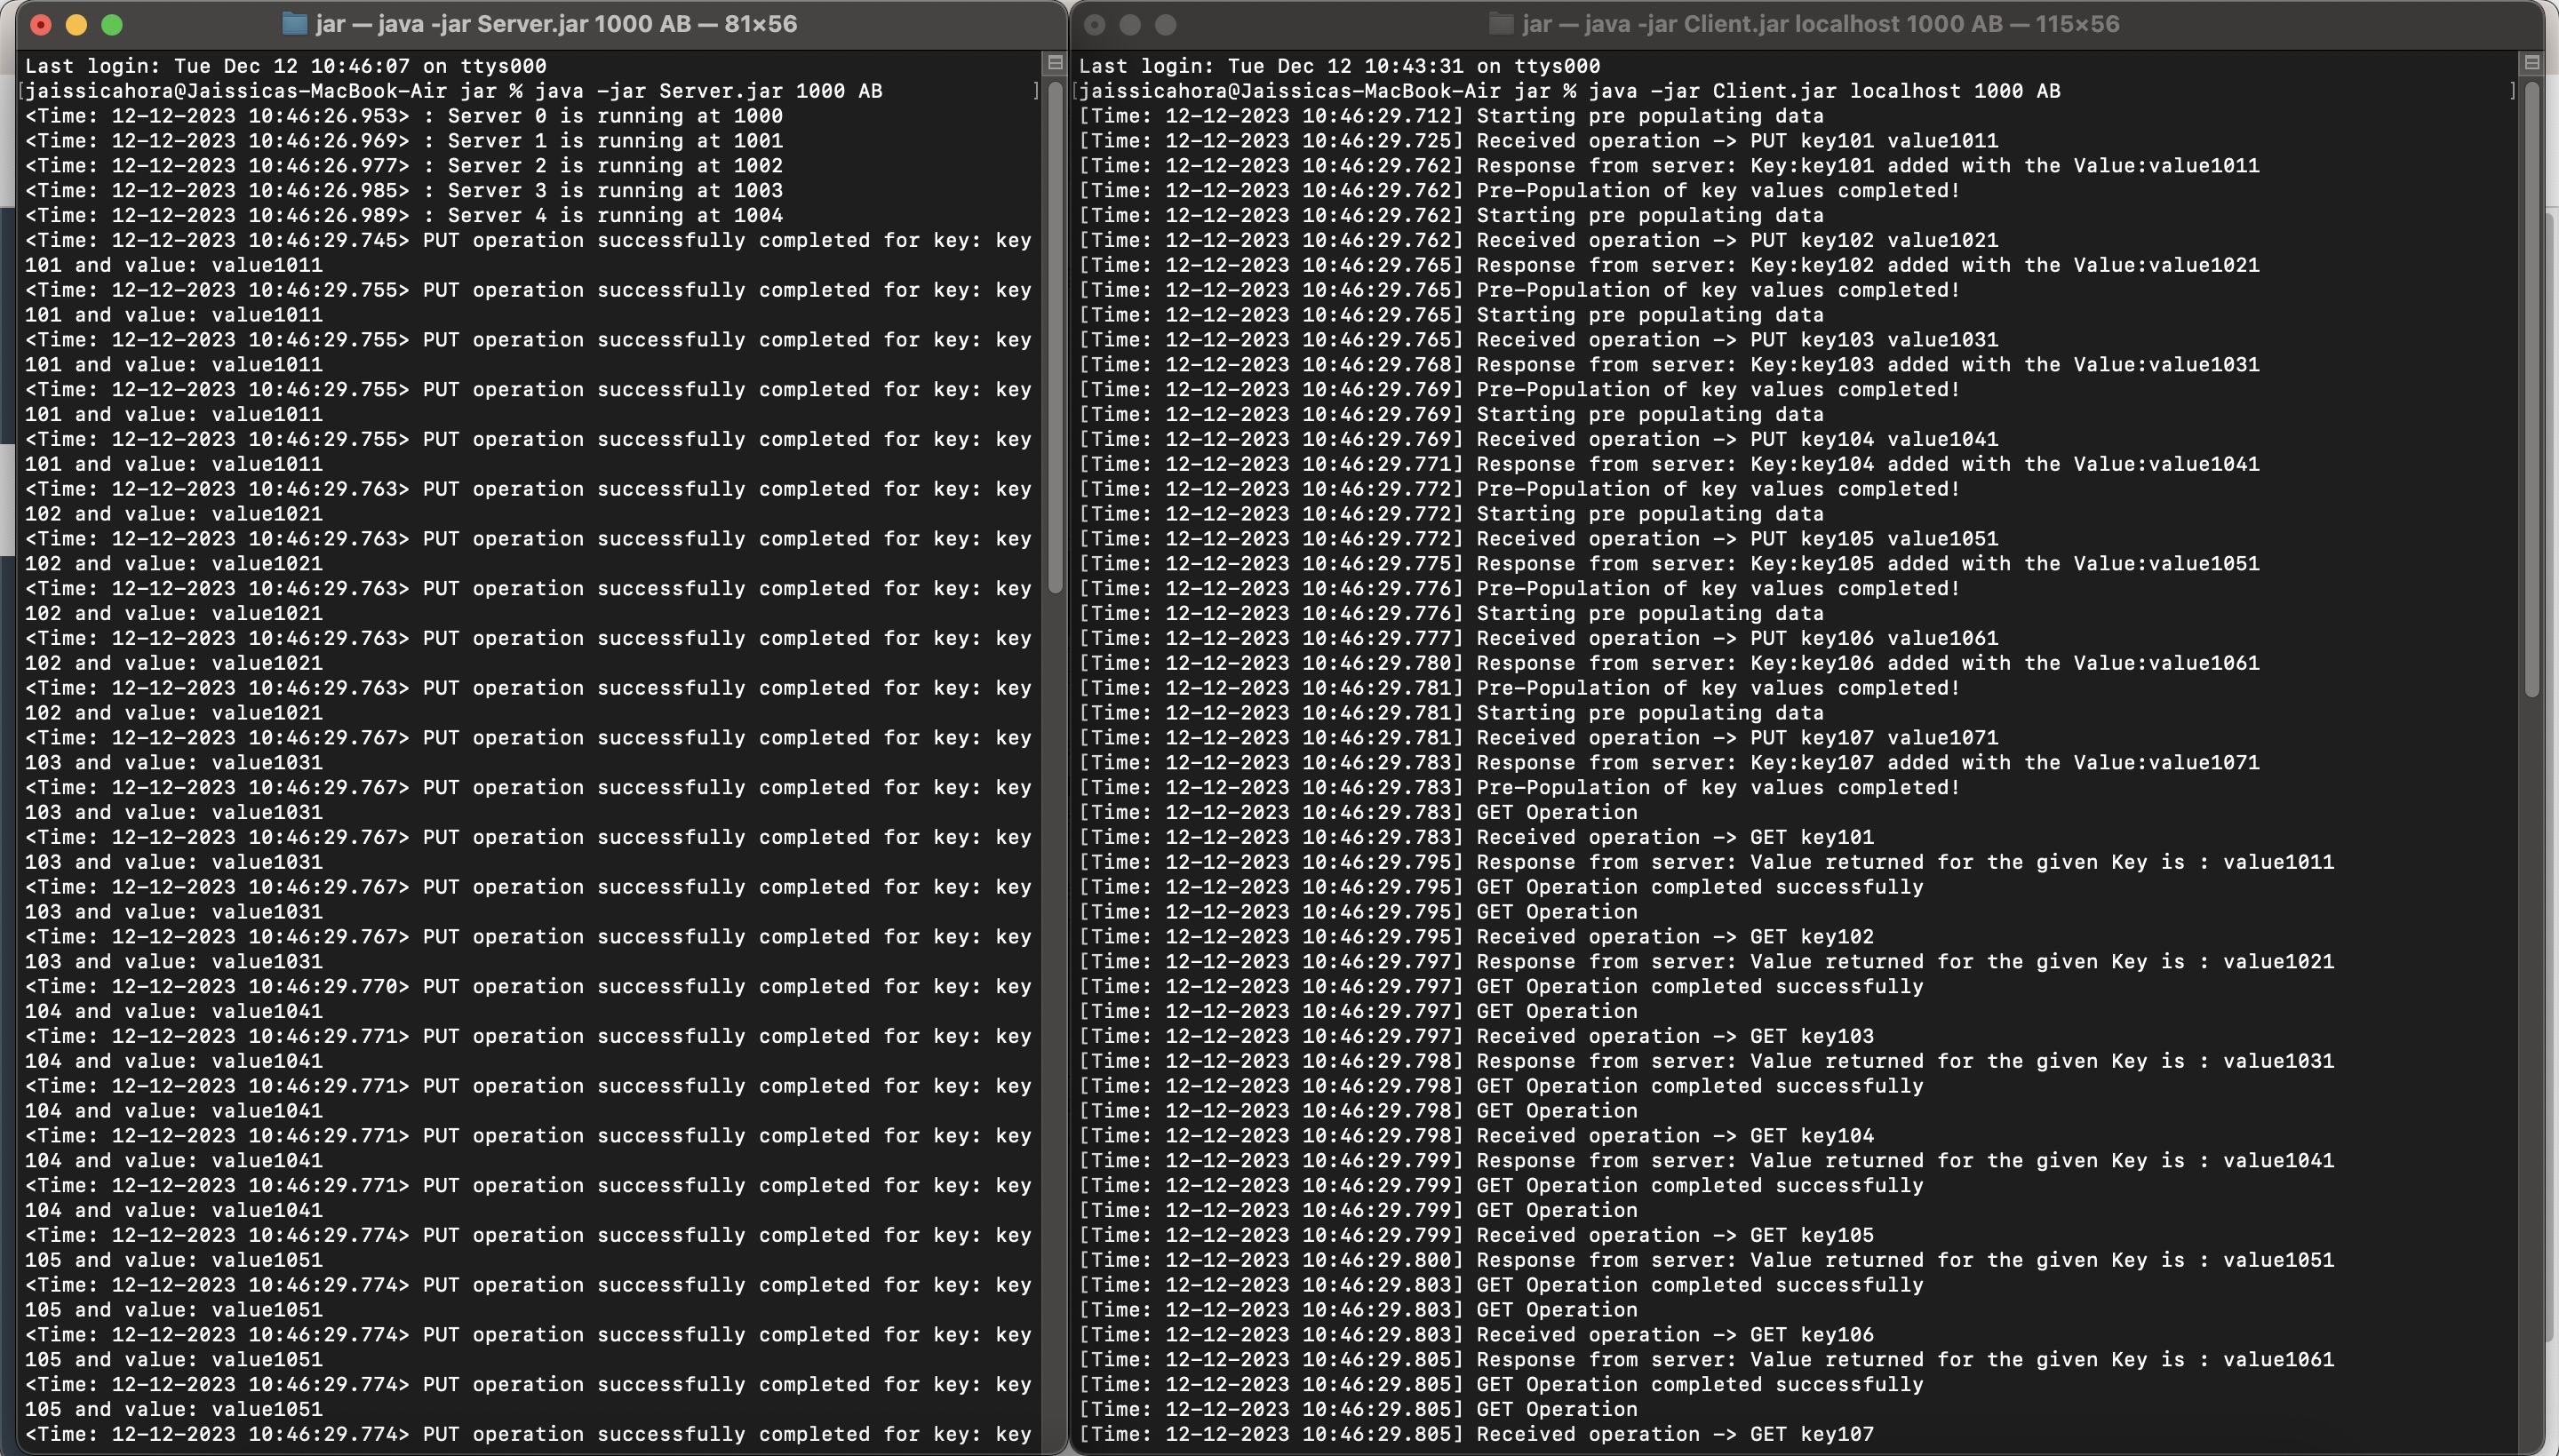 jar — java -jar Server.jar 1000 AB — 81×56
Last login: Tue Dec 12 10:46:07 on ttys000
[jaissicahora@Jaissicas-MacBook-Air jar % java -jar Server.jar 1000 AB ]
<Time: 12-12-2023 10:46:26.953> : Server 0 is running at 1000
<Time: 12-12-2023 10:46:26.969> : Server 1 is running at 1001
<Time: 12-12-2023 10:46:26.977> : Server 2 is running at 1002
<Time: 12-12-2023 10:46:26.985> : Server 3 is running at 1003
<Time: 12-12-2023 10:46:26.989> : Server 4 is running at 1004
<Time: 12-12-2023 10:46:29.745> PUT operation successfully completed for key: key
101 and value: value1011
<Time: 12-12-2023 10:46:29.755> PUT operation successfully completed for key: key
101 and value: value1011
<Time: 12-12-2023 10:46:29.755> PUT operation successfully completed for key: key
101 and value: value1011
<Time: 12-12-2023 10:46:29.755> PUT operation successfully completed for key: key
101 and value: value1011
<Time: 12-12-2023 10:46:29.755> PUT operation successfully completed for key: key
101 and value: value1011
<Time: 12-12-2023 10:46:29.763> PUT operation successfully completed for key: key
102 and value: value1021
<Time: 12-12-2023 10:46:29.763> PUT operation successfully completed for key: key
102 and value: value1021
<Time: 12-12-2023 10:46:29.763> PUT operation successfully completed for key: key
102 and value: value1021
<Time: 12-12-2023 10:46:29.763> PUT operation successfully completed for key: key
102 and value: value1021
<Time: 12-12-2023 10:46:29.763> PUT operation successfully completed for key: key
102 and value: value1021
<Time: 12-12-2023 10:46:29.767> PUT operation successfully completed for key: key
103 and value: value1031
<Time: 12-12-2023 10:46:29.767> PUT operation successfully completed for key: key
103 and value: value1031
<Time: 12-12-2023 10:46:29.767> PUT operation successfully completed for key: key
103 and value: value1031
<Time: 12-12-2023 10:46:29.767> PUT operation successfully completed for key: key
103 and value: value1031
<Time: 12-12-2023 10:46:29.767> PUT operation successfully completed for key: key
103 and value: value1031
<Time: 12-12-2023 10:46:29.770> PUT operation successfully completed for key: key
104 and value: value1041
<Time: 12-12-2023 10:46:29.771> PUT operation successfully completed for key: key
104 and value: value1041
<Time: 12-12-2023 10:46:29.771> PUT operation successfully completed for key: key
104 and value: value1041
<Time: 12-12-2023 10:46:29.771> PUT operation successfully completed for key: key
104 and value: value1041
<Time: 12-12-2023 10:46:29.771> PUT operation successfully completed for key: key
104 and value: value1041
<Time: 12-12-2023 10:46:29.774> PUT operation successfully completed for key: key
105 and value: value1051
<Time: 12-12-2023 10:46:29.774> PUT operation successfully completed for key: key
105 and value: value1051
<Time: 12-12-2023 10:46:29.774> PUT operation successfully completed for key: key
105 and value: value1051
<Time: 12-12-2023 10:46:29.774> PUT operation successfully completed for key: key
105 and value: value1051
<Time: 12-12-2023 10:46:29.774> PUT operation successfully completed for key: key
jar — java -jar Client.jar localhost 1000 AB — 115×56
Last login: Tue Dec 12 10:43:31 on ttys000
[jaissicahora@Jaissicas-MacBook-Air jar % java -jar Client.jar localhost 1000 AB ]
[Time: 12-12-2023 10:46:29.712] Starting pre populating data
[Time: 12-12-2023 10:46:29.725] Received operation -> PUT key101 value1011
[Time: 12-12-2023 10:46:29.762] Response from server: Key:key101 added with the Value:value1011
[Time: 12-12-2023 10:46:29.762] Pre-Population of key values completed!
[Time: 12-12-2023 10:46:29.762] Starting pre populating data
[Time: 12-12-2023 10:46:29.762] Received operation -> PUT key102 value1021
[Time: 12-12-2023 10:46:29.765] Response from server: Key:key102 added with the Value:value1021
[Time: 12-12-2023 10:46:29.765] Pre-Population of key values completed!
[Time: 12-12-2023 10:46:29.765] Starting pre populating data
[Time: 12-12-2023 10:46:29.765] Received operation -> PUT key103 value1031
[Time: 12-12-2023 10:46:29.768] Response from server: Key:key103 added with the Value:value1031
[Time: 12-12-2023 10:46:29.769] Pre-Population of key values completed!
[Time: 12-12-2023 10:46:29.769] Starting pre populating data
[Time: 12-12-2023 10:46:29.769] Received operation -> PUT key104 value1041
[Time: 12-12-2023 10:46:29.771] Response from server: Key:key104 added with the Value:value1041
[Time: 12-12-2023 10:46:29.772] Pre-Population of key values completed!
[Time: 12-12-2023 10:46:29.772] Starting pre populating data
[Time: 12-12-2023 10:46:29.772] Received operation -> PUT key105 value1051
[Time: 12-12-2023 10:46:29.775] Response from server: Key:key105 added with the Value:value1051
[Time: 12-12-2023 10:46:29.776] Pre-Population of key values completed!
[Time: 12-12-2023 10:46:29.776] Starting pre populating data
[Time: 12-12-2023 10:46:29.777] Received operation -> PUT key106 value1061
[Time: 12-12-2023 10:46:29.780] Response from server: Key:key106 added with the Value:value1061
[Time: 12-12-2023 10:46:29.781] Pre-Population of key values completed!
[Time: 12-12-2023 10:46:29.781] Starting pre populating data
[Time: 12-12-2023 10:46:29.781] Received operation -> PUT key107 value1071
[Time: 12-12-2023 10:46:29.783] Response from server: Key:key107 added with the Value:value1071
[Time: 12-12-2023 10:46:29.783] Pre-Population of key values completed!
[Time: 12-12-2023 10:46:29.783] GET Operation
[Time: 12-12-2023 10:46:29.783] Received operation -> GET key101
[Time: 12-12-2023 10:46:29.795] Response from server: Value returned for the given Key is : value1011
[Time: 12-12-2023 10:46:29.795] GET Operation completed successfully
[Time: 12-12-2023 10:46:29.795] GET Operation
[Time: 12-12-2023 10:46:29.795] Received operation -> GET key102
[Time: 12-12-2023 10:46:29.797] Response from server: Value returned for the given Key is : value1021
[Time: 12-12-2023 10:46:29.797] GET Operation completed successfully
[Time: 12-12-2023 10:46:29.797] GET Operation
[Time: 12-12-2023 10:46:29.797] Received operation -> GET key103
[Time: 12-12-2023 10:46:29.798] Response from server: Value returned for the given Key is : value1031
[Time: 12-12-2023 10:46:29.798] GET Operation completed successfully
[Time: 12-12-2023 10:46:29.798] GET Operation
[Time: 12-12-2023 10:46:29.798] Received operation -> GET key104
[Time: 12-12-2023 10:46:29.799] Response from server: Value returned for the given Key is : value1041
[Time: 12-12-2023 10:46:29.799] GET Operation completed successfully
[Time: 12-12-2023 10:46:29.799] GET Operation
[Time: 12-12-2023 10:46:29.799] Received operation -> GET key105
[Time: 12-12-2023 10:46:29.800] Response from server: Value returned for the given Key is : value1051
[Time: 12-12-2023 10:46:29.803] GET Operation completed successfully
[Time: 12-12-2023 10:46:29.803] GET Operation
[Time: 12-12-2023 10:46:29.803] Received operation -> GET key106
[Time: 12-12-2023 10:46:29.805] Response from server: Value returned for the given Key is : value1061
[Time: 12-12-2023 10:46:29.805] GET Operation completed successfully
[Time: 12-12-2023 10:46:29.805] GET Operation
[Time: 12-12-2023 10:46:29.805] Received operation -> GET key107